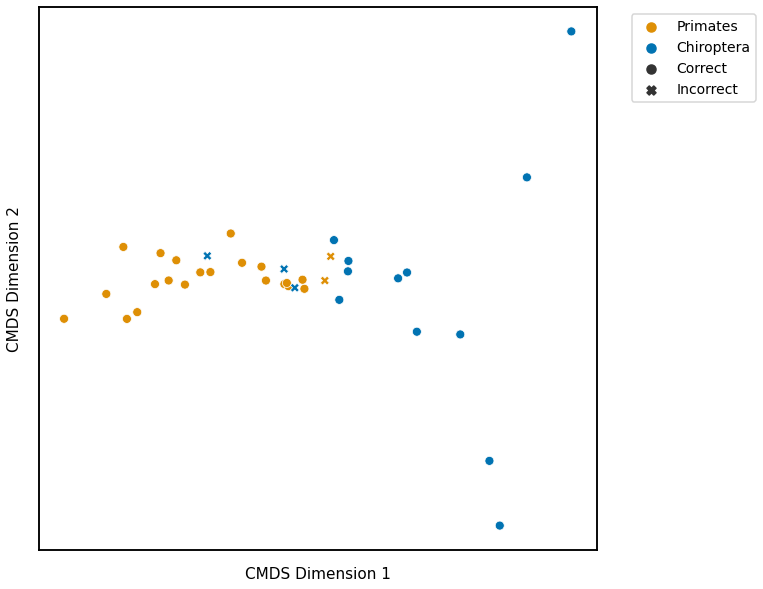 Primates
Chiroptera
Correct
Incorrect
CMDS Dimension 2
CMDS Dimension 1